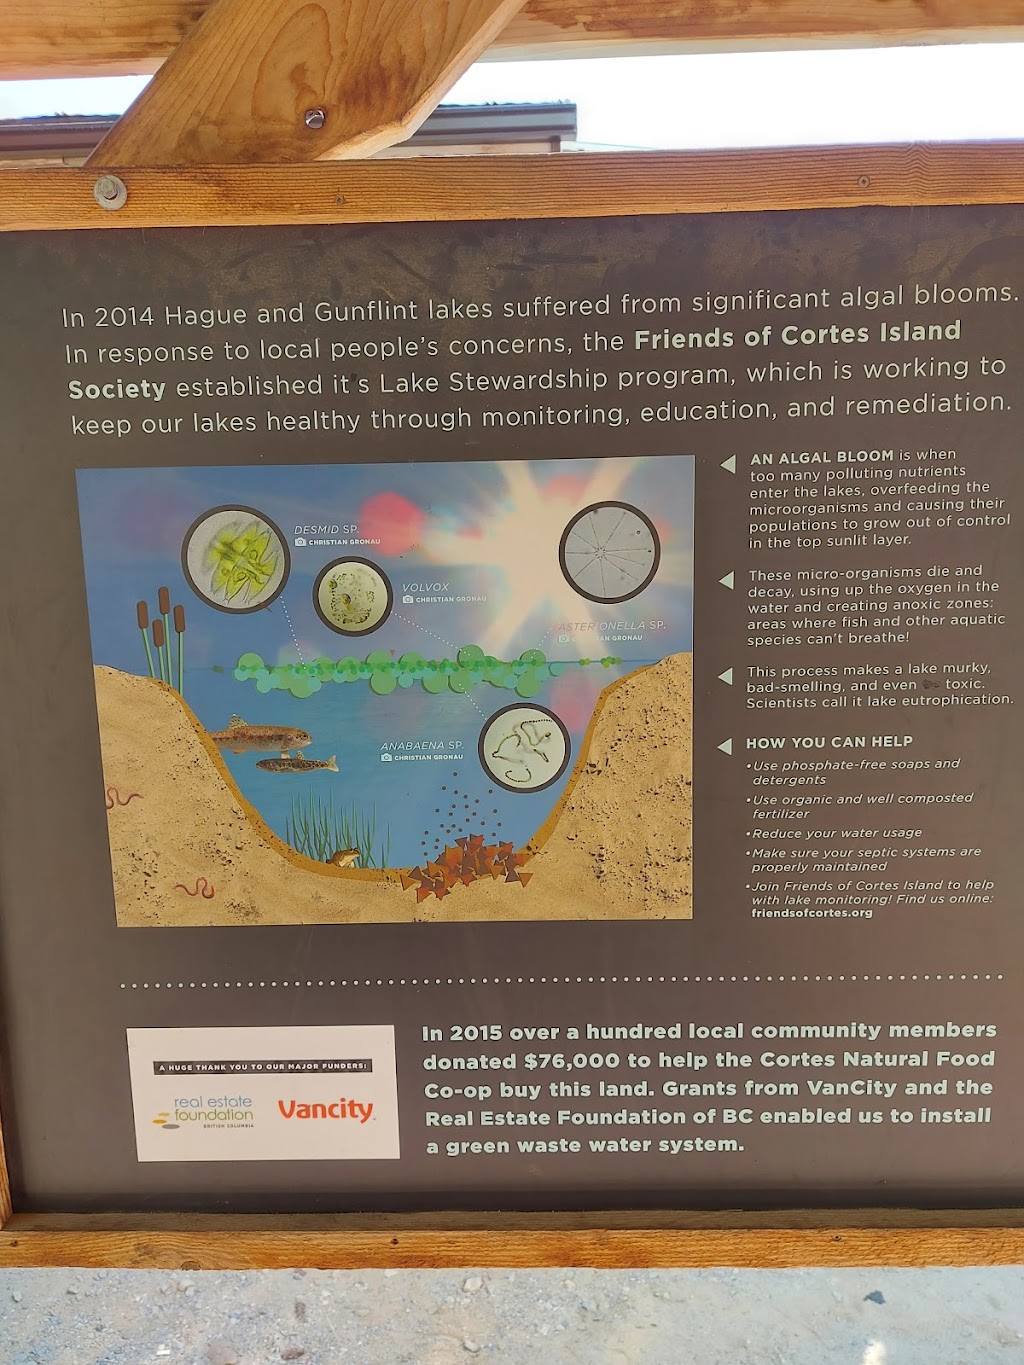 In 2014 Hague and Gunflint lakes suffered from significant algal blooms.
In response to local people's concerns, the Friends of Cortes Island
Society established it's Lake Stewardship program, which is working to
keep our lakes healthy through monitoring, education, and remediation.
DESMID SP.
CHRISTIAN GRONAU
VOLVOX
CHRISTIAN GRONAU
ASTERIONELLA SP.
CHRISTIAN GRONAU
ANABAENA SP.
CHRISTIAN GRONAU
AN ALGAL BLOOM is when
too many polluting nutrients
enter the lakes, overfeeding the
microorganisms and causing their
populations to grow out of control
in the top sunlit layer.
These micro-organisms die and
decay, using up the oxygen in the
water and creating anoxic zones:
areas where fish and other aquatic
species can't breathe!
This process makes a lake murky,
bad-smelling, and even toxic.
Scientists call it lake eutrophication.
HOW YOU CAN HELP
•Use phosphate-free soaps and
detergents
•Use organic and well composted
fertilizer
•Reduce your water usage
•Make sure your septic systems are
properly maintained
•Join Friends of Cortes Island to help
with lake monitoring! Find us online:
friendsofcortes.org
A HUGE THANK YOU TO OUR MAJOR FUNDERS:
real estate
foundation
BRITISH COLUMBIA
Vancity
In 2015 over a hundred local community members
donated $76,000 to help the Cortes Natural Food
Co-op buy this land. Grants from VanCity and the
Real Estate Foundation of BC enabled us to install
a green waste water system.